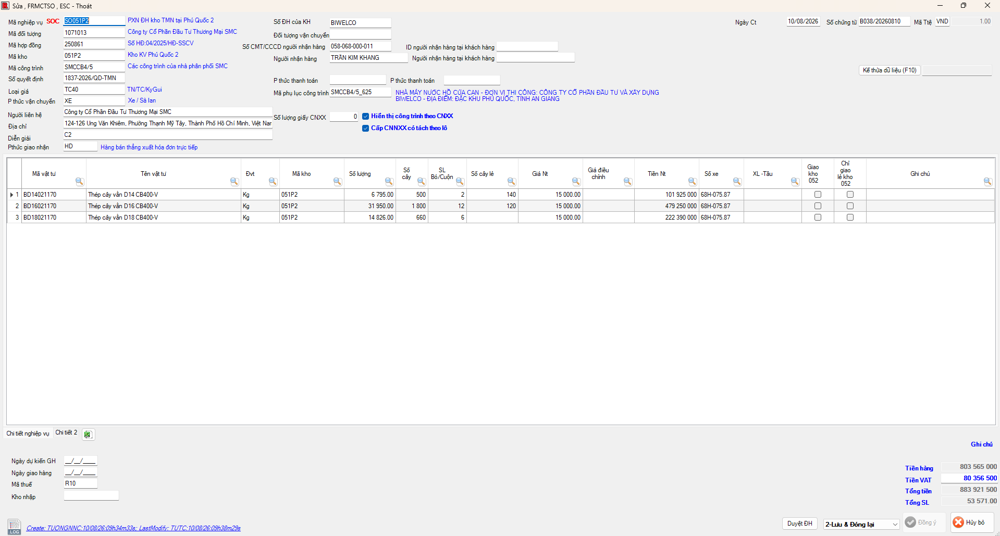 Sửa , FRMCTSO , ESC - Thoát
Mã nghiệp vụ SOC SO051P2 PXN ĐH kho TMN tại Phú Quốc 2 Số ĐH của KH BIWELCO Ngày Ct 10/08/2026 Số chứng từ B038/20260810 Mã Ttệ VND 1.00
Mã đối tượng 1071013 Công ty Cổ Phần Đầu Tư Thương Mại SMC Đối tượng vận chuyển
Mã hợp đồng 250861 Số HĐ:04/2025/HĐ-SSCV Số CMT/CCCD người nhận hàng 058-068-000-011 ID người nhận hàng tại khách hàng
Mã kho 051P2 Kho KV Phú Quốc 2 Người nhận hàng TRẦN KIM KHANG Người nhận hàng tại khách hàng
Mã công trình SMCCB4/5 Các công trình của nhà phân phối SMC Kế thừa dữ liệu (F10)
Số quyết định 1837-2026/QD-TMN P thức thanh toán P thức thanh toán
Loại giá TC40 TN/TC/KyGui Mã phụ lục công trình SMCCB4/5_625 NHÀ MÁY NƯỚC HỒ CỬA CẠN - ĐƠN VỊ THI CÔNG: CÔNG TY CỔ PHẦN ĐẦU TƯ VÀ XÂY DỰNG
P thức vận chuyển XE Xe / Sà lan BIWELCO - ĐỊA ĐIỂM: ĐẶC KHU PHÚ QUỐC, TỈNH AN GIANG
Người liên hệ Công ty Cổ Phần Đầu Tư Thương Mại SMC Số lượng giấy CNXX 0 Hiển thị công trình theo CNXX
Địa chỉ 124-126 Ung Văn Khiêm, Phường Thạnh Mỹ Tây, Thành Phố Hồ Chí Minh, Việt Nar Cấp CNNXX có tách theo lô
Diễn giải C2
Pthức giao nhận HD Hàng bán thẳng xuất hóa đơn trực tiếp
Mã vật tư Tên vật tư Đvt Mã kho Số lượng Số cây SL Bó/Cuộn Số cây lẻ Giá Nt Giá điều chỉnh Tiền Nt Số xe XL -Tầu Giao kho 052 Chỉ giao lẻ kho 052 Ghi chú
1 BD14021170 Thép cây vằn D14 CB400-V Kg 051P2 6 795.00 500 2 140 15 000.00 101 925 000 68H-075.87
2 BD16021170 Thép cây vằn D16 CB400-V Kg 051P2 31 950.00 1 800 12 120 15 000.00 479 250 000 68H-075.87
3 BD18021170 Thép cây vằn D18 CB400-V Kg 051P2 14 826.00 660 6 15 000.00 222 390 000 68H-075.87
Chi tiết nghiệp vụ Chi tiết 2
Ghi chú
Ngày dự kiến GH __/__/____
Ngày giao hàng __/__/____
Mã thuế R10
Kho nhập
Tiền hàng 803 565 000
Tiền VAT 80 356 500
Tổng tiền 883 921 500
Tổng SL 53 571.00
LOG Create: TUONGNNC:10/08/26:09h34m33s; LastModify: TUTC:10/08/26:09h38m29s Duyệt ĐH 2-Lưu & Đóng lại Đồng ý Hủy bỏ